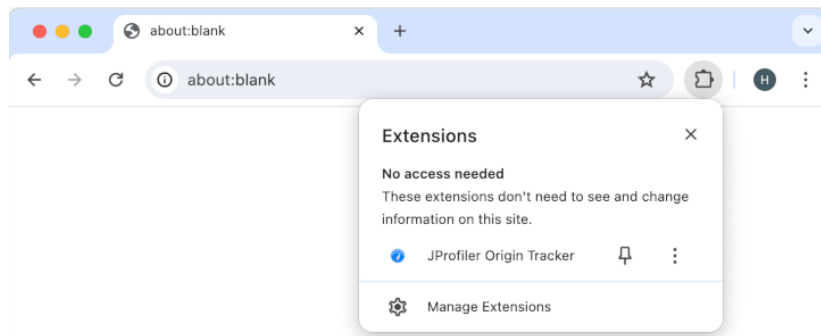 about:blank
about:blank
H
Extensions
No access needed
These extensions don't need to see and change
information on this site.
JProfiler Origin Tracker
Manage Extensions